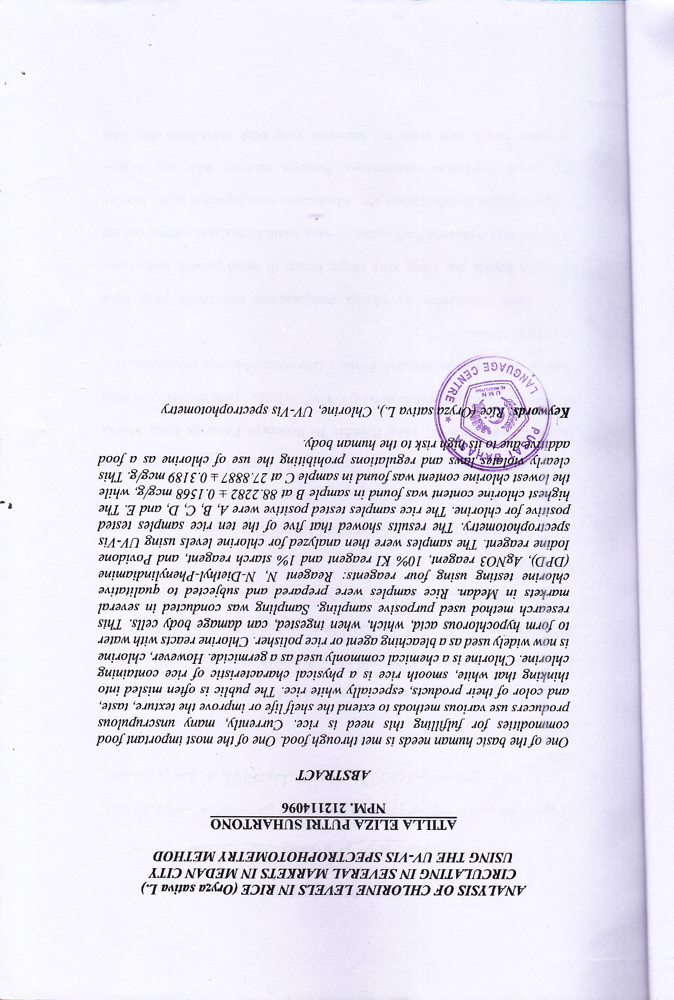 ANALYSIS OF CHLORINE LEVELS IN RICE (Oryza sativa L.)
CIRCULATING IN SEVERAL MARKETS IN MEDAN CITY
USING THE UV-VIS SPECTROPHOTOMETRY METHOD
ATILLA ELIZA PUTRI SUHARTONO
NPM. 212114096
ABSTRACT
One of the basic human needs is met through food. One of the most important food
commodities for fulfilling this need is rice. Currently, many unscrupulous
producers use various methods to extend the shelf life or improve the texture, taste,
and color of their products, especially white rice. The public is often misled into
thinking that white, smooth rice is a physical characteristic of rice containing
chlorine. Chlorine is a chemical commonly used as a germicide. However, chlorine
is now widely used as a bleaching agent or rice polisher. Chlorine reacts with water
to form hypochlorous acid, which, when ingested, can damage body cells. This
research method used purposive sampling. Sampling was conducted in several
markets in Medan. Rice samples were prepared and subjected to qualitative
chlorine testing using four reagents: Reagent N, N-Diethyl-Phenylindiamine
(DPD), AgNO3 reagent, 10% KI reagent and 1% starch reagent, and Povidone
Iodine reagent. The samples were then analyzed for chlorine levels using UV-Vis
spectrophotometry. The results showed that five of the ten rice samples tested
positive for chlorine. The rice samples tested positive were A, B, C, D, and E. The
highest chlorine content was found in sample B at 88.2282 ± 0.1568 mcg/g, while
the lowest chlorine content was found in sample C at 27.8887 ± 0.3189 mcg/g. This
clearly violates laws and regulations prohibiting the use of chlorine as a food
additive due to its high risk to the human body.
Keywords: Rice (Oryza sativa L.), Chlorine, UV-Vis spectrophotometry
PUSAT BAHASA
UMN
AL WASHLIYAH
LANGUAGE CENTRE